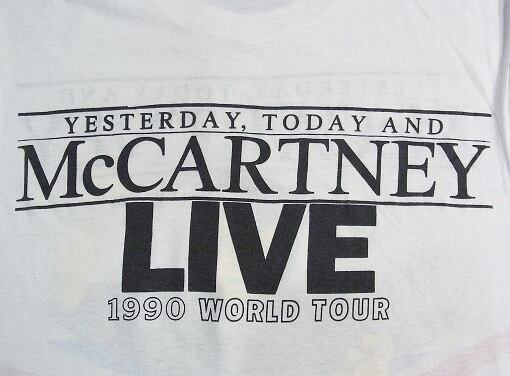 YESTERDAY, TODAY AND
McCARTNEY
LIVE
1990 WORLD TOUR